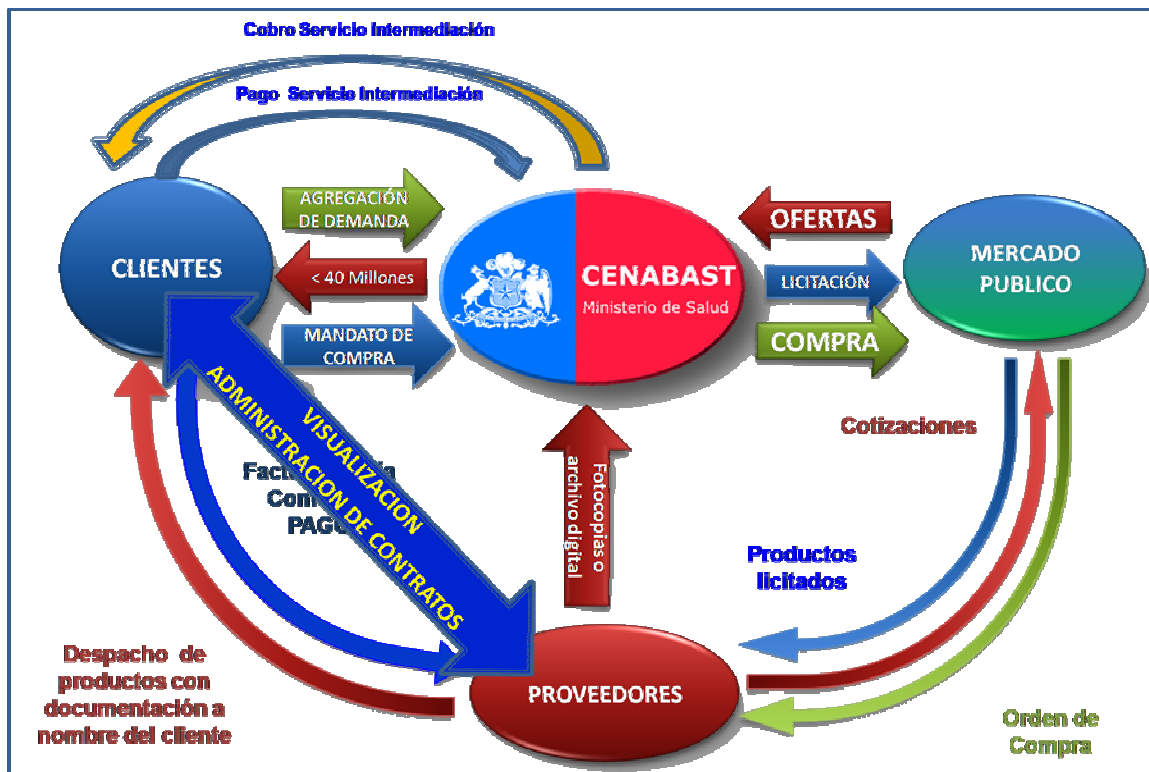 Cobro Servicio Intermediación
Pago Servicio Intermediación
AGREGACIÓN
DE DEMANDA
CLIENTES
< 40 Millones
MANDATO DE
COMPRA
CENABAST
Ministerio de Salud
OFERTAS
LICITACIÓN
COMPRA
MERCADO
PUBLICO
VISUALIZACION
ADMINISTRACION DE CONTRATOS
Fotocopias o
archivo digital
Cotizaciones
Productos
licitados
Despacho de
productos con
documentación a
nombre del cliente
PROVEEDORES
Orden de
Compra